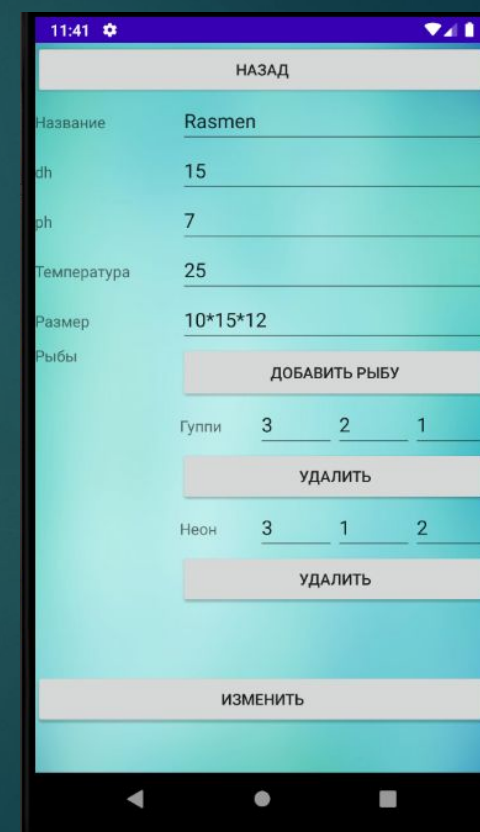 11:41
НАЗАД
Название Rasmen
dh 15
ph 7
Температура 25
Размер 10*15*12
Рыбы ДОБАВИТЬ РЫБУ
Гуппи 3 2 1
УДАЛИТЬ
Неон 3 1 2
УДАЛИТЬ
ИЗМЕНИТЬ